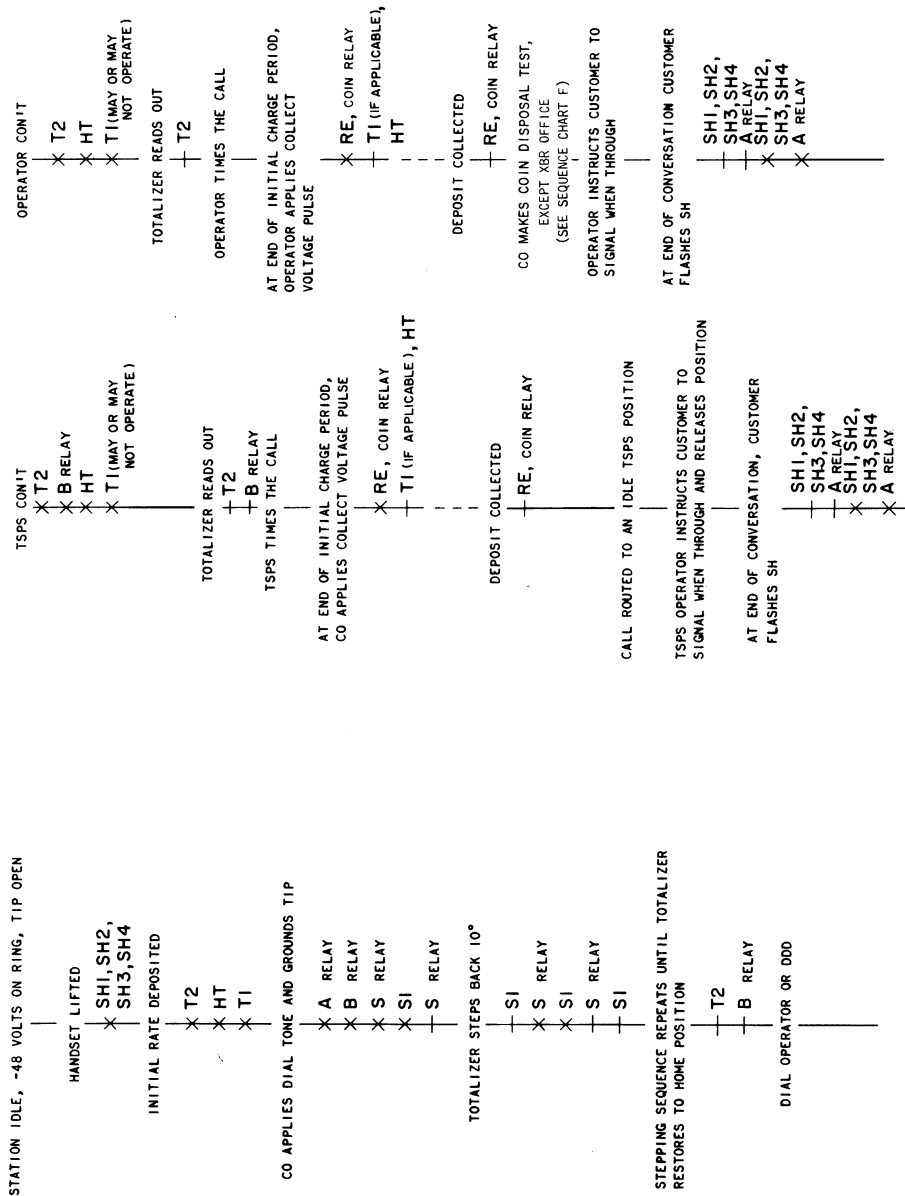 STATION IDLE, -48 VOLTS ON RING, TIP OPEN
HANDSET LIFTED
SH1, SH2,
SH3, SH4
INITIAL RATE DEPOSITED
T2
HT
T1
CO APPLIES DIAL TONE AND GROUNDS TIP
A RELAY
B RELAY
S RELAY
S1
S RELAY
TOTALIZER STEPS BACK 10°
S1
S RELAY
S1
S RELAY
S1
STEPPING SEQUENCE REPEATS UNTIL TOTALIZER
RESTORES TO HOME POSITION
T2
B RELAY
DIAL OPERATOR OR DDD
TSPS CON'T
T2
B RELAY
HT
T1 (MAY OR MAY
NOT OPERATE)
TOTALIZER READS OUT
T2
B RELAY
TSPS TIMES THE CALL
AT END OF INITIAL CHARGE PERIOD,
CO APPLIES COLLECT VOLTAGE PULSE
RE, COIN RELAY
T1 (IF APPLICABLE), HT
DEPOSIT COLLECTED
RE, COIN RELAY
CALL ROUTED TO AN IDLE TSPS POSITION
TSPS OPERATOR INSTRUCTS CUSTOMER TO
SIGNAL WHEN THROUGH AND RELEASES POSITION
AT END OF CONVERSATION, CUSTOMER
FLASHES SH
SH1, SH2,
SH3, SH4
A RELAY
SH1, SH2,
SH3, SH4
A RELAY
OPERATOR CON'T
T2
HT
T1 (MAY OR MAY
NOT OPERATE)
TOTALIZER READS OUT
T2
OPERATOR TIMES THE CALL
AT END OF INITIAL CHARGE PERIOD,
OPERATOR APPLIES COLLECT
VOLTAGE PULSE
RE, COIN RELAY
T1 (IF APPLICABLE),
HT
DEPOSIT COLLECTED
RE, COIN RELAY
CO MAKES COIN DISPOSAL TEST,
EXCEPT XBR OFFICE
(SEE SEQUENCE CHART F)
OPERATOR INSTRUCTS CUSTOMER TO
SIGNAL WHEN THROUGH
AT END OF CONVERSATION CUSTOMER
FLASHES SH
SH1, SH2,
SH3, SH4
A RELAY
SH1, SH2,
SH3, SH4
A RELAY